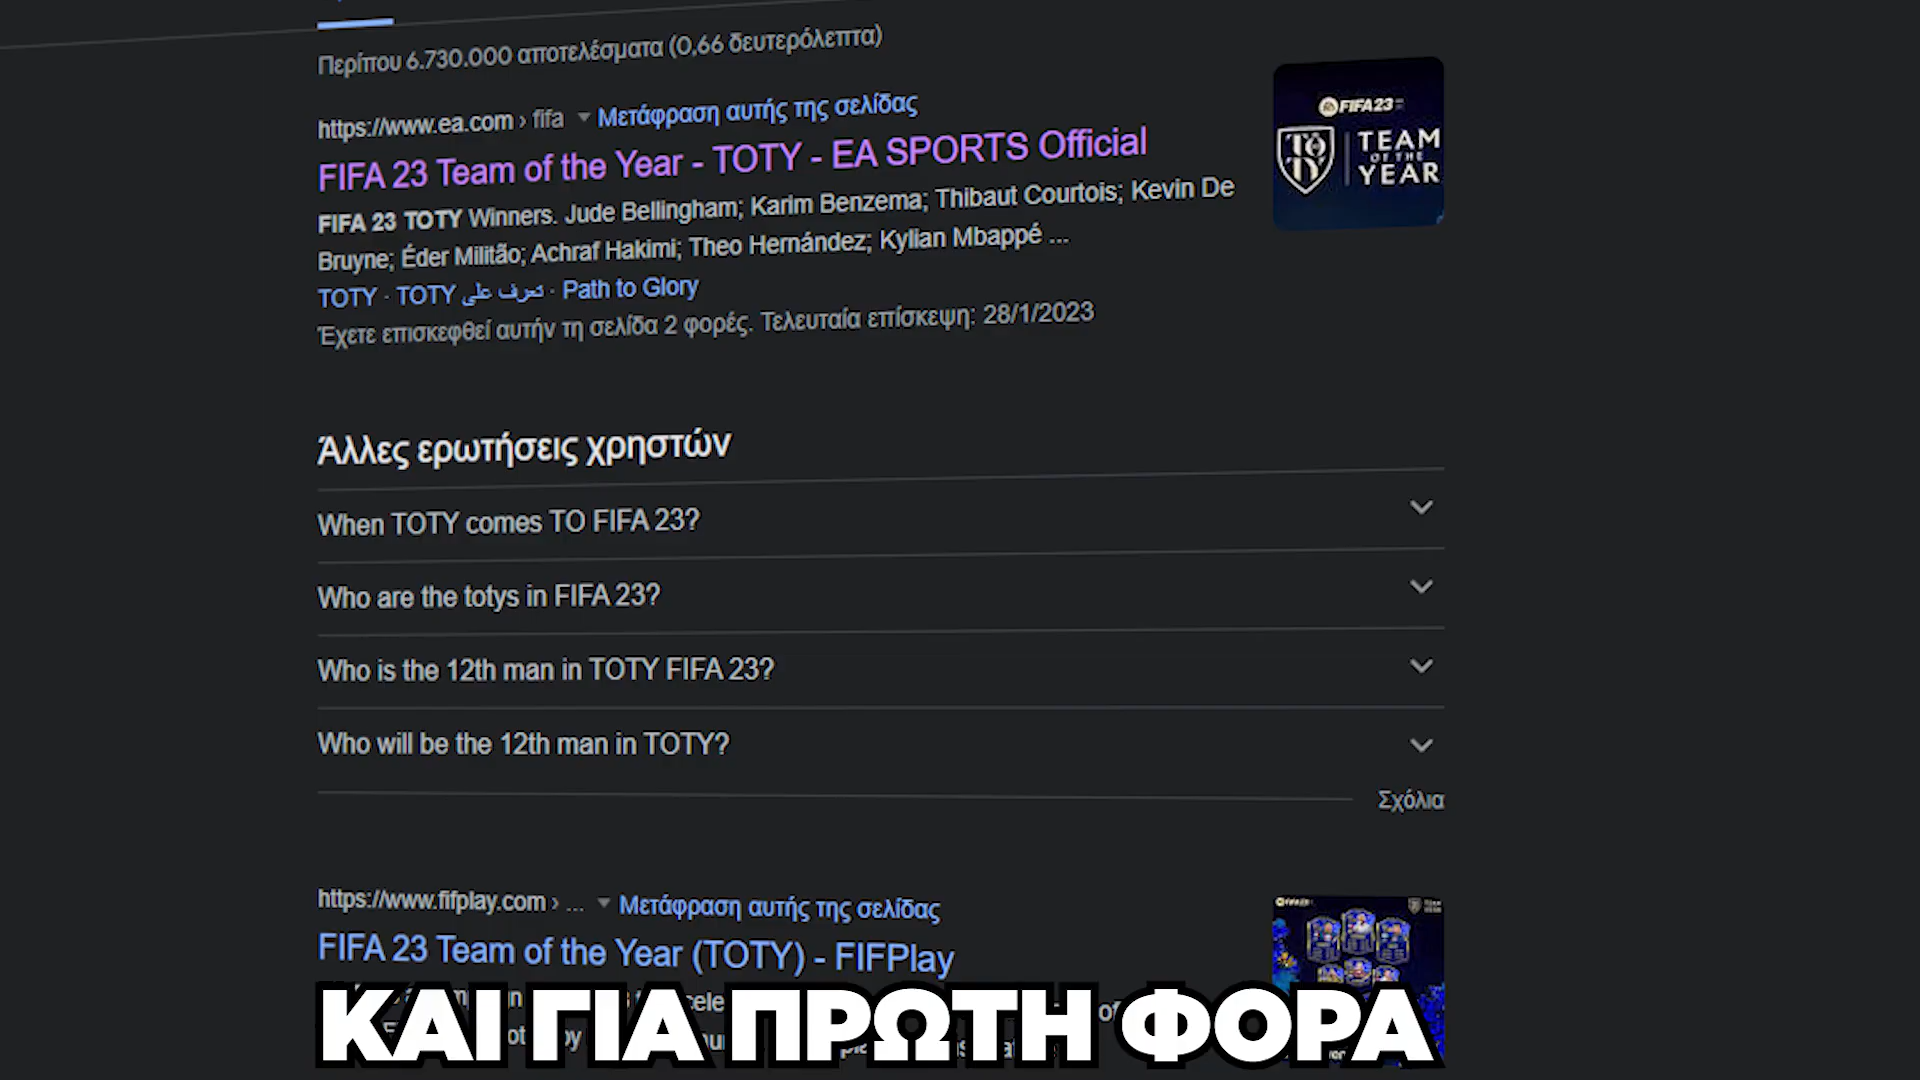 Περίπου 6.730.000 αποτελέσματα (0,66 δευτερόλεπτα)
https://www.ea.com › fifa Μετάφραση αυτής της σελίδας
FIFA 23 Team of the Year - TOTY - EA SPORTS Official
FIFA 23 TOTY Winners. Jude Bellingham; Karim Benzema; Thibaut Courtois; Kevin De
Bruyne; Éder Militão; Achraf Hakimi; Theo Hernández; Kylian Mbappé ...
TOTY · TOTY تعرف على · Path to Glory
Έχετε επισκεφθεί αυτήν τη σελίδα 2 φορές. Τελευταία επίσκεψη: 28/1/2023
FIFA 23
TOTY
TEAM
OF THE
YEAR
Άλλες ερωτήσεις χρηστών
When TOTY comes TO FIFA 23?
Who are the totys in FIFA 23?
Who is the 12th man in TOTY FIFA 23?
Who will be the 12th man in TOTY?
Σχόλια
https://www.fifplay.com › ... Μετάφραση αυτής της σελίδας
FIFA 23 Team of the Year (TOTY) - FIFPlay
ΚΑΙ ΓΙΑ ΠΡΩΤΗ ΦΟΡΑ